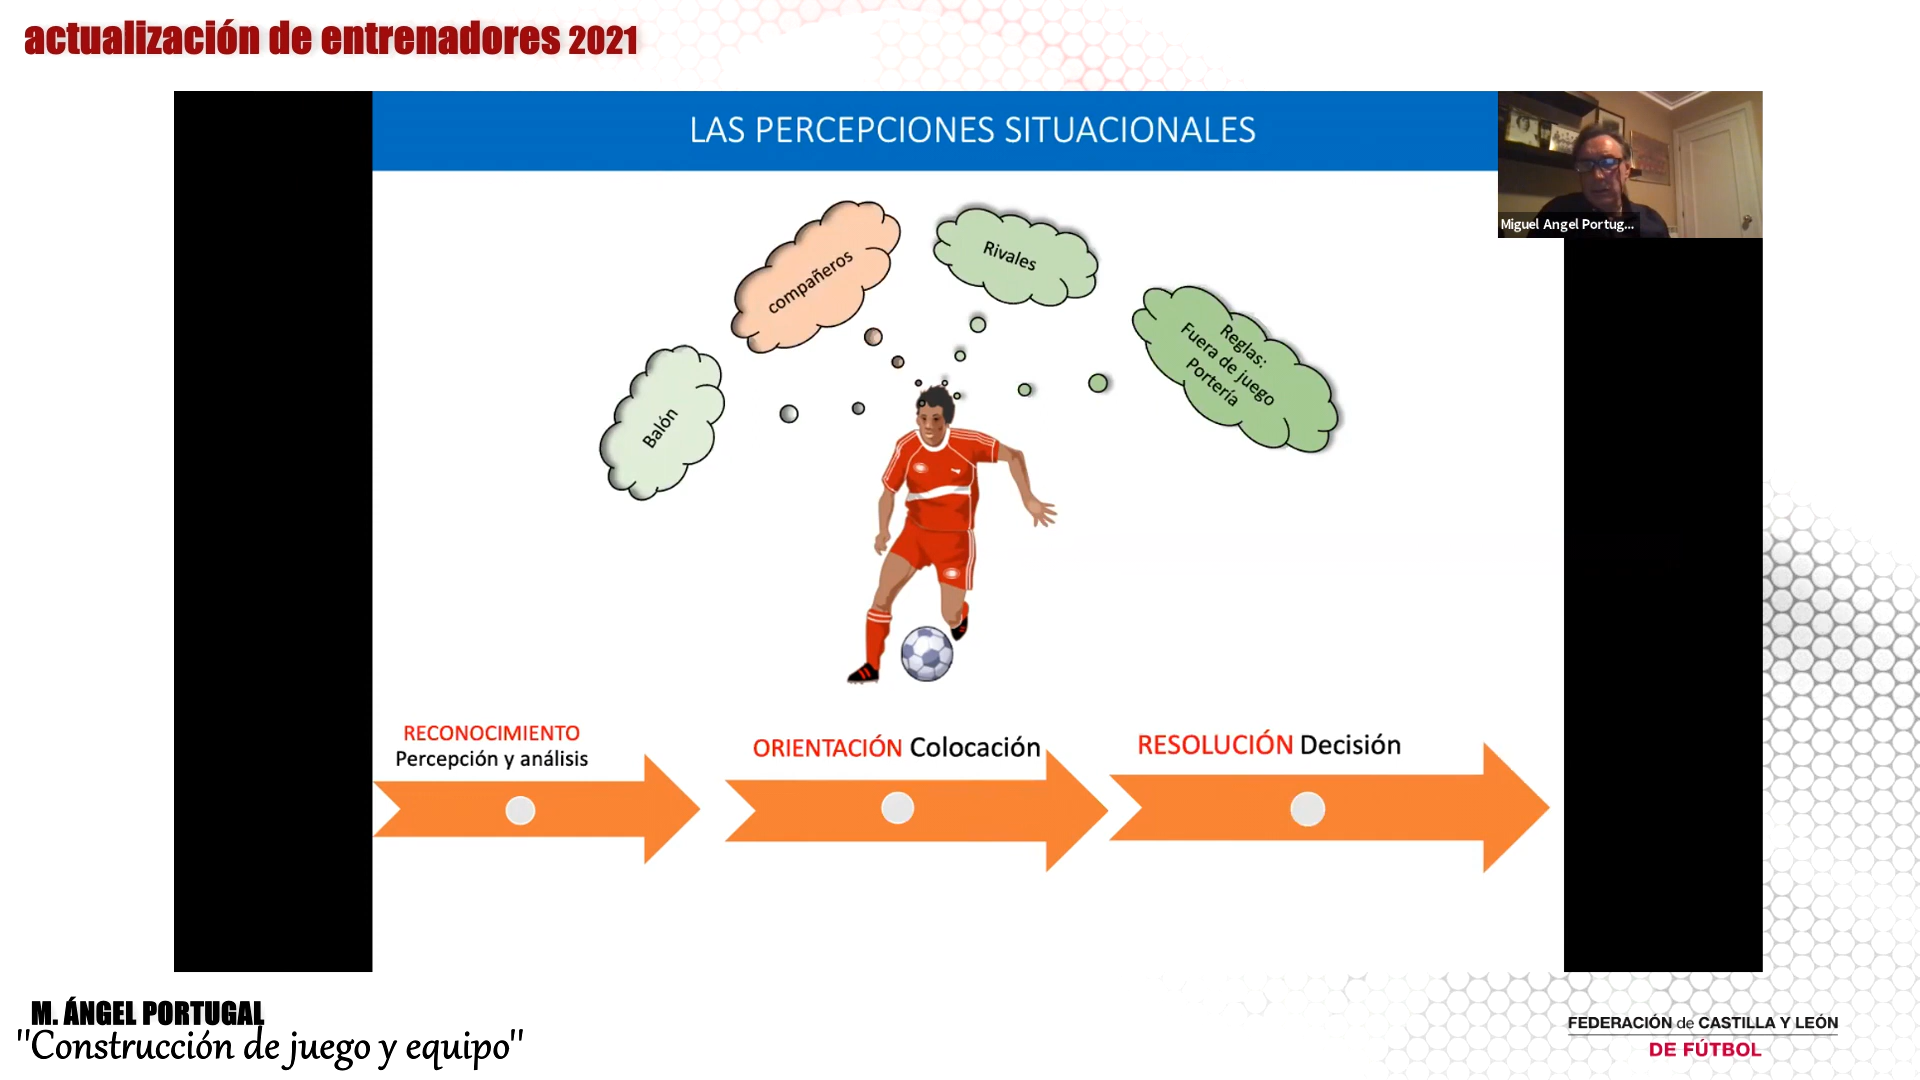 actualización de entrenadores 2021
LAS PERCEPCIONES SITUACIONALES
Miguel Angel Portug...
compañeros
Rivales
Balón
Reglas:
Fuera de juego
Portería
RECONOCIMIENTO
Percepción y análisis
ORIENTACIÓN Colocación
RESOLUCIÓN Decisión
M. ÁNGEL PORTUGAL
"Construcción de juego y equipo"
FEDERACIÓN de CASTILLA Y LEÓN
DE FÚTBOL